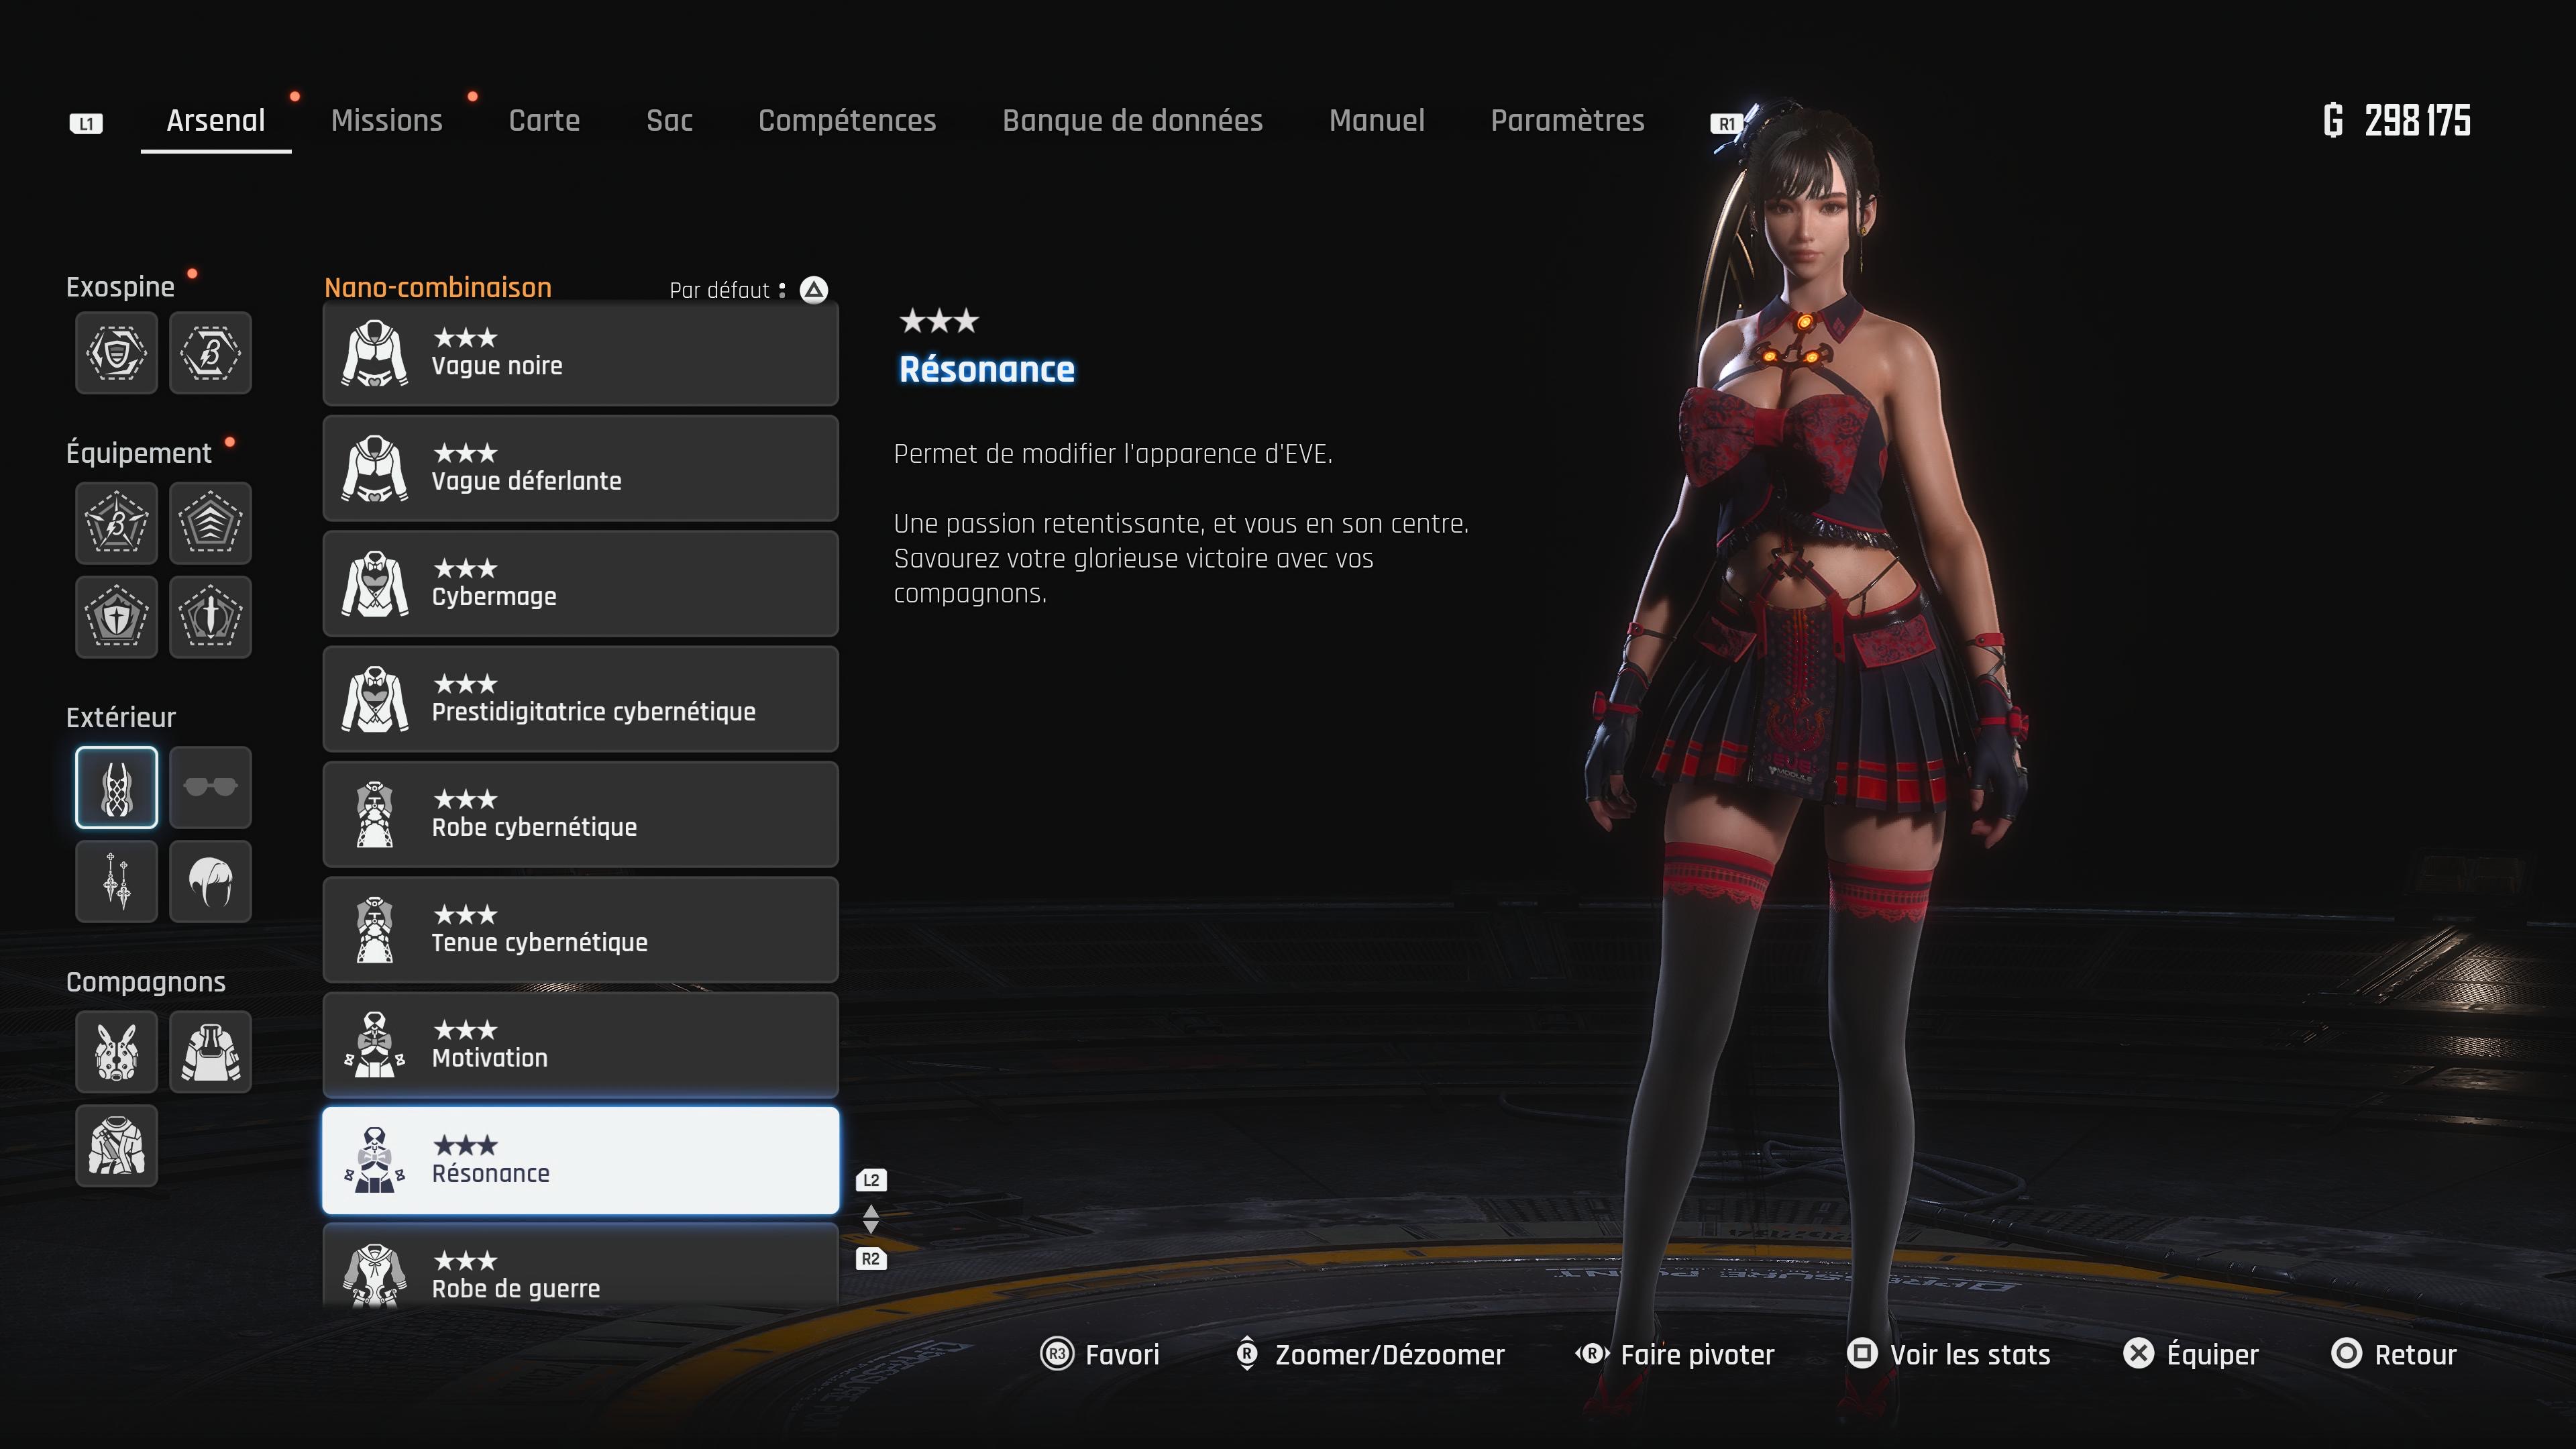 L1 Arsenal Missions Carte Sac Compétences Banque de données Manuel Paramètres R1
G 298 175
Exospine
Équipement
Extérieur
Compagnons
Nano-combinaison Par défaut :
★★★
Vague noire
★★★
Vague déferlante
★★★
Cybermage
★★★
Prestidigitatrice cybernétique
★★★
Robe cybernétique
★★★
Tenue cybernétique
★★★
Motivation
★★★
Résonance
★★★
Robe de guerre
L2
R2
★★★
Résonance
Permet de modifier l'apparence d'EVE.
Une passion retentissante, et vous en son centre.
Savourez votre glorieuse victoire avec vos
compagnons.
R3 Favori R Zoomer/Dézoomer R Faire pivoter Voir les stats Équiper Retour